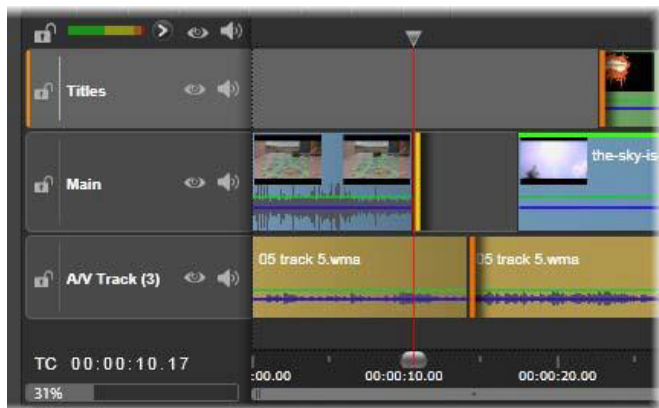 Titles
Main
the-sky-is
A/V Track (3)
05 track 5.wma
05 track 5.wma
TC 00:00:10.17
:00.00
00:00:10.00
00:00:20.00
31%